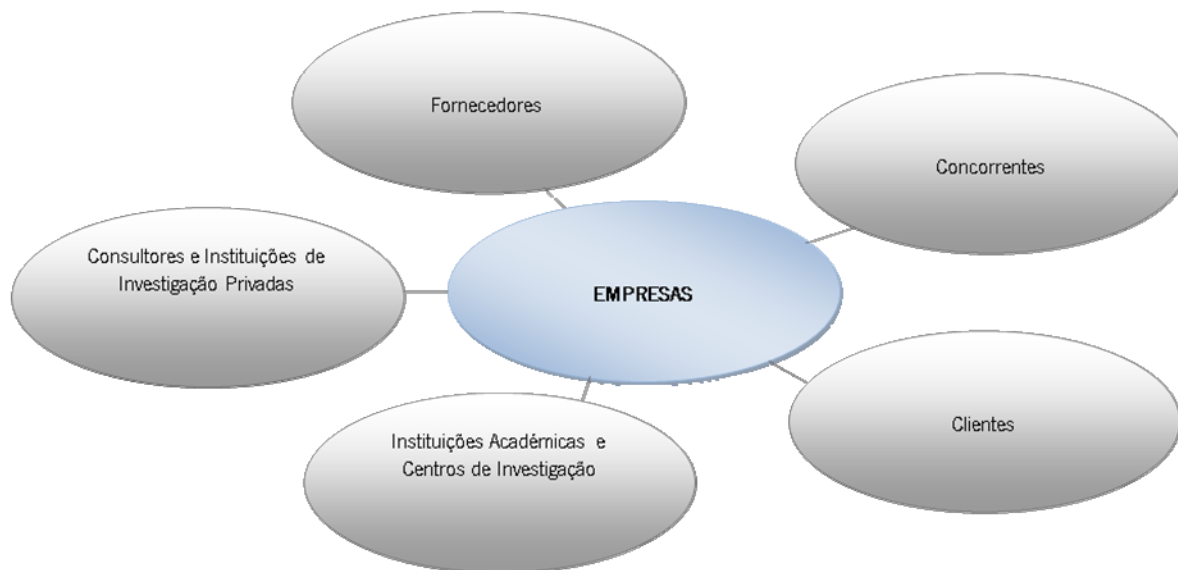 Fornecedores
Concorrentes
Consultores e Instituições de
Investigação Privadas
EMPRESAS
Clientes
Instituições Académicas e
Centros de Investigação